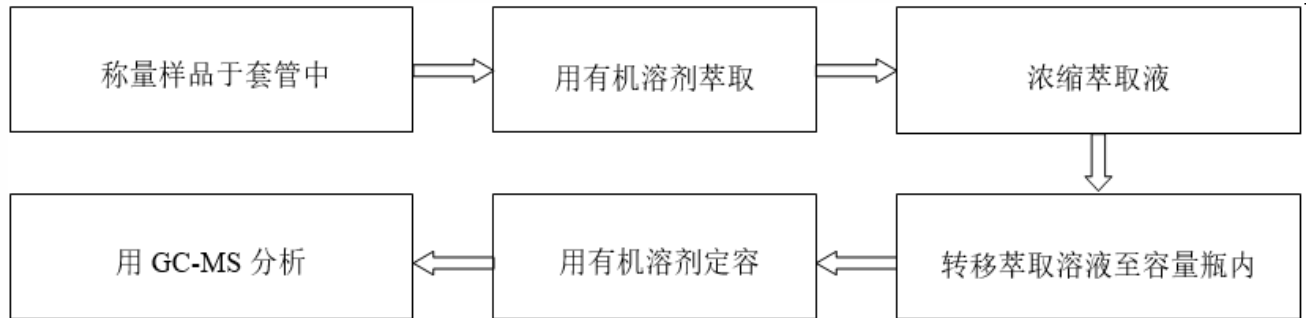 称量样品于套管中
用有机溶剂萃取
浓缩萃取液
转移萃取溶液至容量瓶内
用有机溶剂定容
用 GC-MS 分析